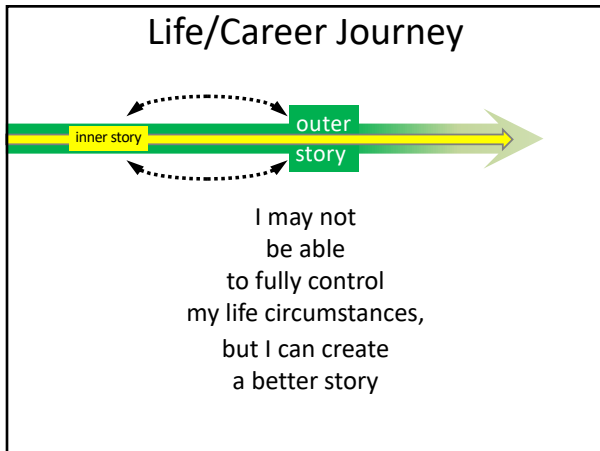 Life/Career Journey
inner story
outer
story
I may not
be able
to fully control
my life circumstances,
but I can create
a better story